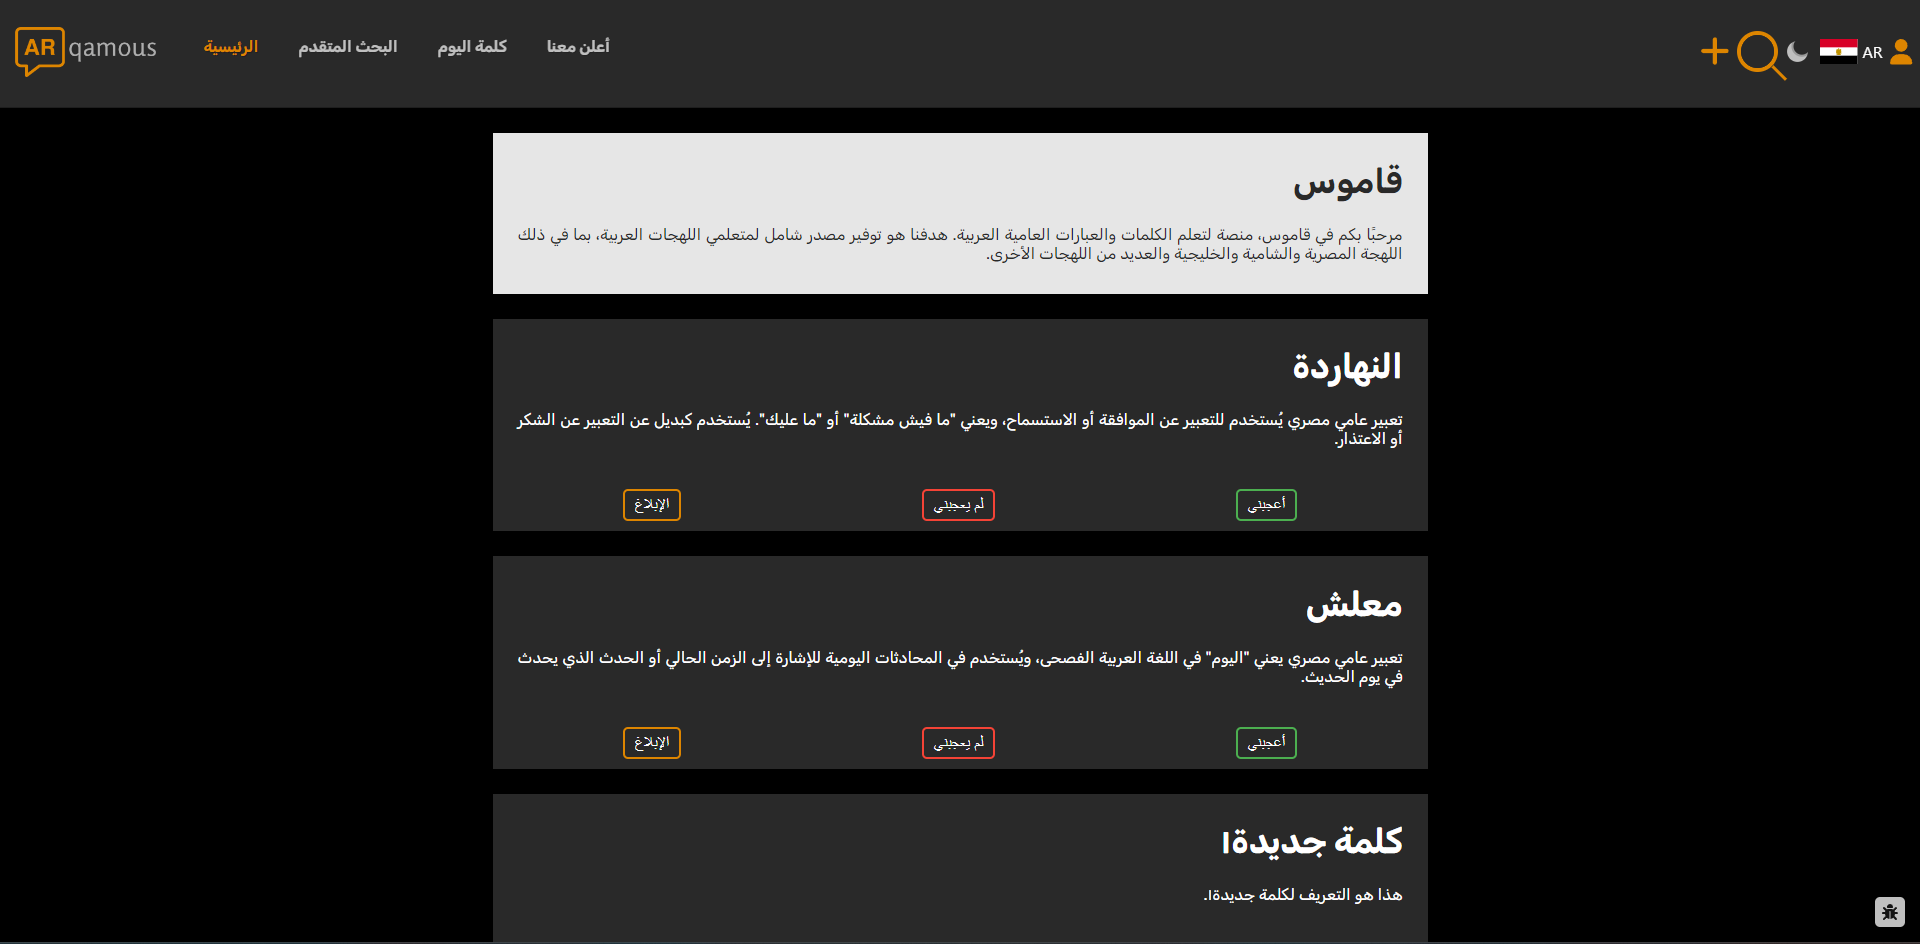 AR qamous
الرئيسية
البحث المتقدم
كلمة اليوم
أعلن معنا
AR
قاموس
مرحبًا بكم في قاموس، منصة لتعلم الكلمات والعبارات العامية العربية. هدفنا هو توفير مصدر شامل لمتعلمي اللهجات العربية، بما في ذلك
اللهجة المصرية والشامية والخليجية والعديد من اللهجات الأخرى.
النهاردة
تعبير عامي مصري يُستخدم للتعبير عن الموافقة أو الاستسماح، ويعني "ما فيش مشكلة" أو "ما عليك". يُستخدم كبديل عن التعبير عن الشكر
أو الاعتذار.
أعجبني
لم يعجبني
الإبلاغ
معلش
تعبير عامي مصري يعني "اليوم" في اللغة العربية الفصحى، ويُستخدم في المحادثات اليومية للإشارة إلى الزمن الحالي أو الحدث الذي يحدث
في يوم الحديث.
أعجبني
لم يعجبني
الإبلاغ
كلمة جديدة١
هذا هو التعريف لكلمة جديدة١.